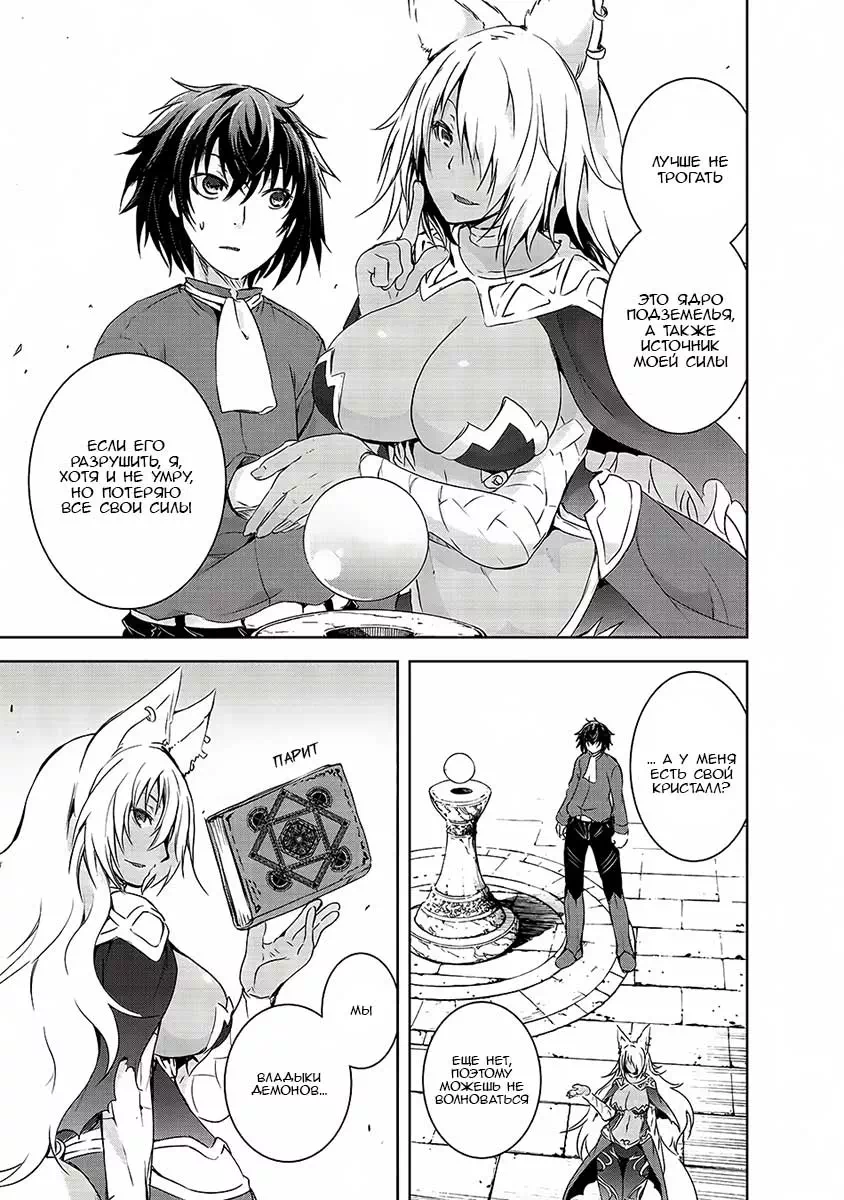 ЛУЧШЕ НЕ
ТРОГАТЬ
ЭТО ЯДРО
ПОДЗЕМЕЛЬЯ,
А ТАКЖЕ
ИСТОЧНИК
МОЕЙ СИЛЫ
ЕСЛИ ЕГО
РАЗРУШИТЬ, Я,
ХОТЯ И НЕ УМРУ,
НО ПОТЕРЯЮ
ВСЕ СВОИ СИЛЫ
... А У МЕНЯ
ЕСТЬ СВОЙ
КРИСТАЛЛ?
ЕЩЕ НЕТ,
ПОЭТОМУ
МОЖЕШЬ НЕ
ВОЛНОВАТЬСЯ
ПАРИТ
МЫ
ВЛАДЫКИ
ДЕМОНОВ...